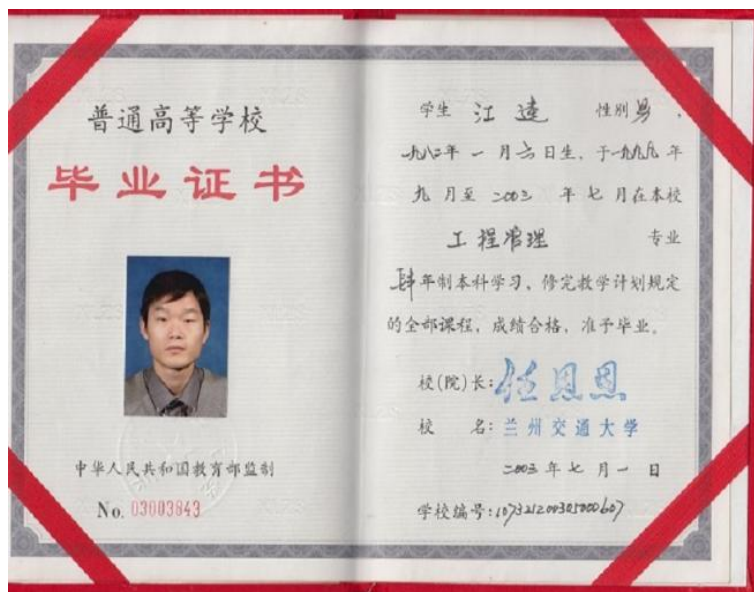 普通高等学校
毕业证书
中华人民共和国教育部监制
No. 03003843
学生 江逵 性别 男 .
一九八二年一月六日生、于一九九九年
九月至二〇〇三年七月在本校
工程管理 专业
肆年制本科学习、修完教学计划规定
的全部课程,成绩合格,准予毕业。
校(院)长: 任恩恩
校 名: 兰州交通大学
二〇〇三年七月一日
学校编号: 107321200305000607